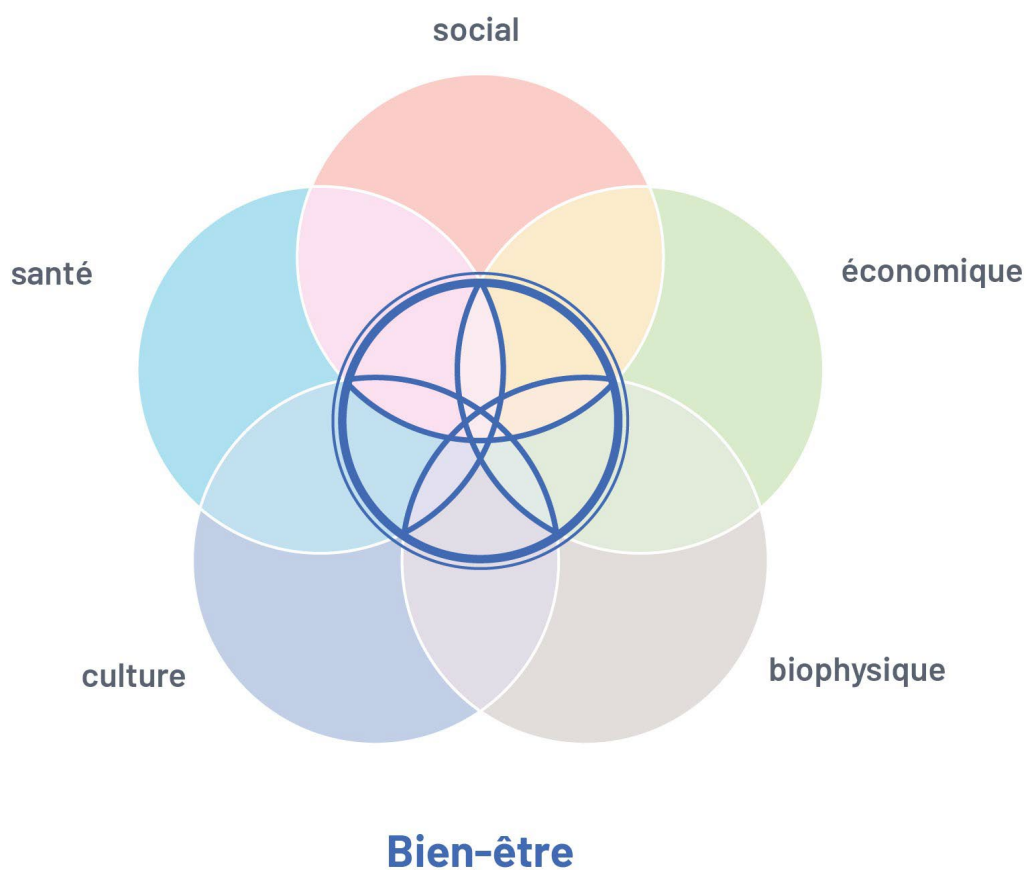 social
santé
économique
culture
biophysique
Bien-être